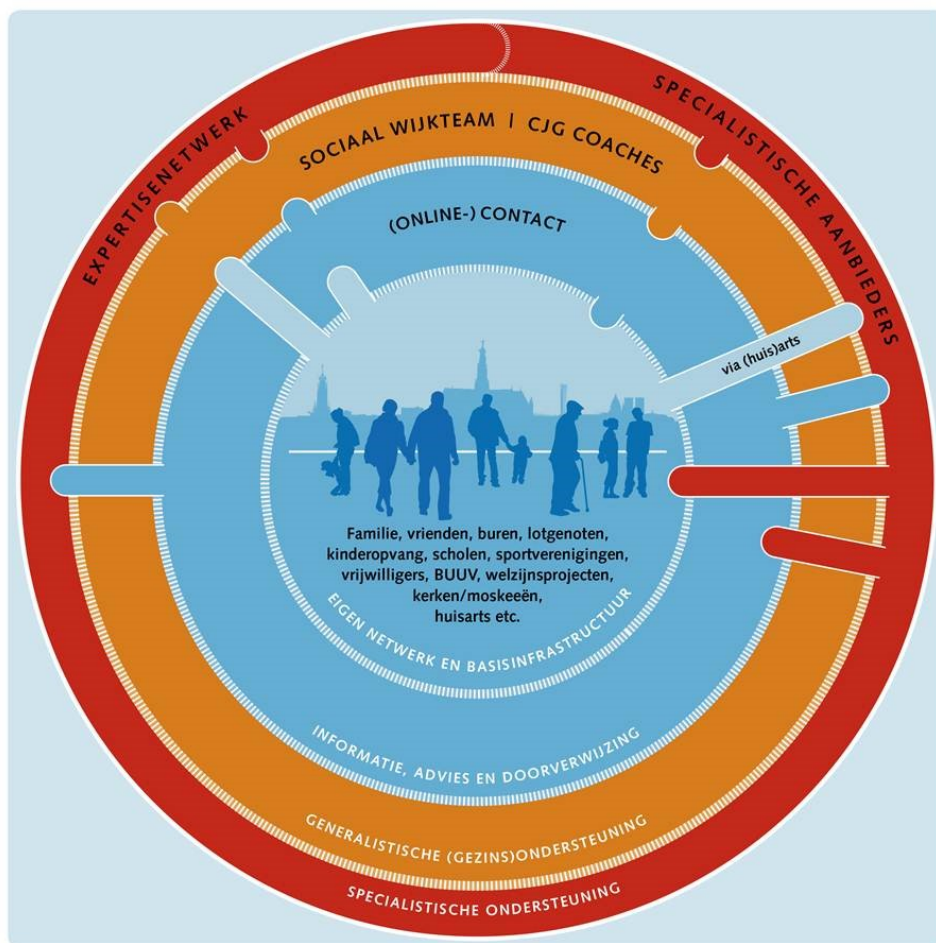 EXPERTISENETWERK
SPECIALISTISCHE AANBIEDERS
SOCIAAL WIJKTEAM | CJG COACHES
(ONLINE-) CONTACT
via (huis)arts
Familie, vrienden, buren, lotgenoten,
kinderopvang, scholen, sportverenigingen,
vrijwilligers, BUUV, welzijnsprojecten,
kerken/moskeeën,
huisarts etc.
EIGEN NETWERK EN BASISINFRASTRUCTUUR
INFORMATIE, ADVIES EN DOORVERWIJZING
GENERALISTISCHE (GEZINS)ONDERSTEUNING
SPECIALISTISCHE ONDERSTEUNING